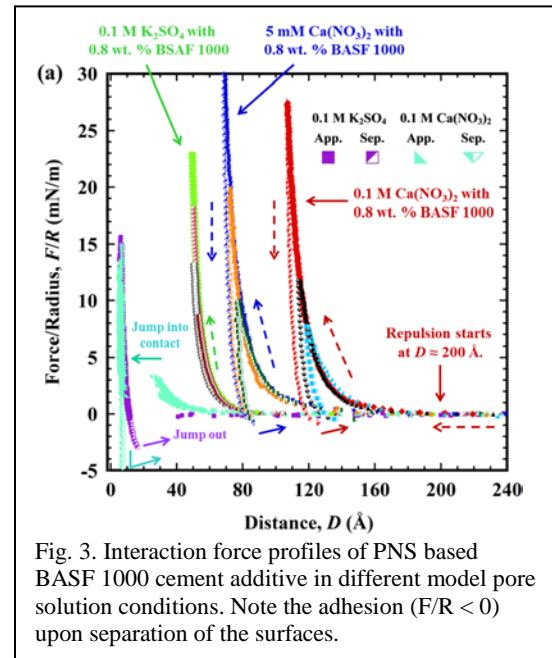 0.1 M K2SO4 with
0.8 wt. % BSAF 1000
5 mM Ca(NO3)2 with
0.8 wt. % BASF 1000
(a)
30
25
20
15
10
5
0
-5
Force/Radius, F/R (mN/m)
0.1 M K2SO4 0.1 M Ca(NO3)2
App. Sep. App. Sep.
0.1 M Ca(NO3)2 with
0.8 wt. % BASF 1000
Jump into
contact
Jump out
Repulsion starts
at D ≈ 200 Å.
0 40 80 120 160 200 240
Distance, D (Å)
Fig. 3. Interaction force profiles of PNS based
BASF 1000 cement additive in different model pore
solution conditions. Note the adhesion (F/R < 0)
upon separation of the surfaces.